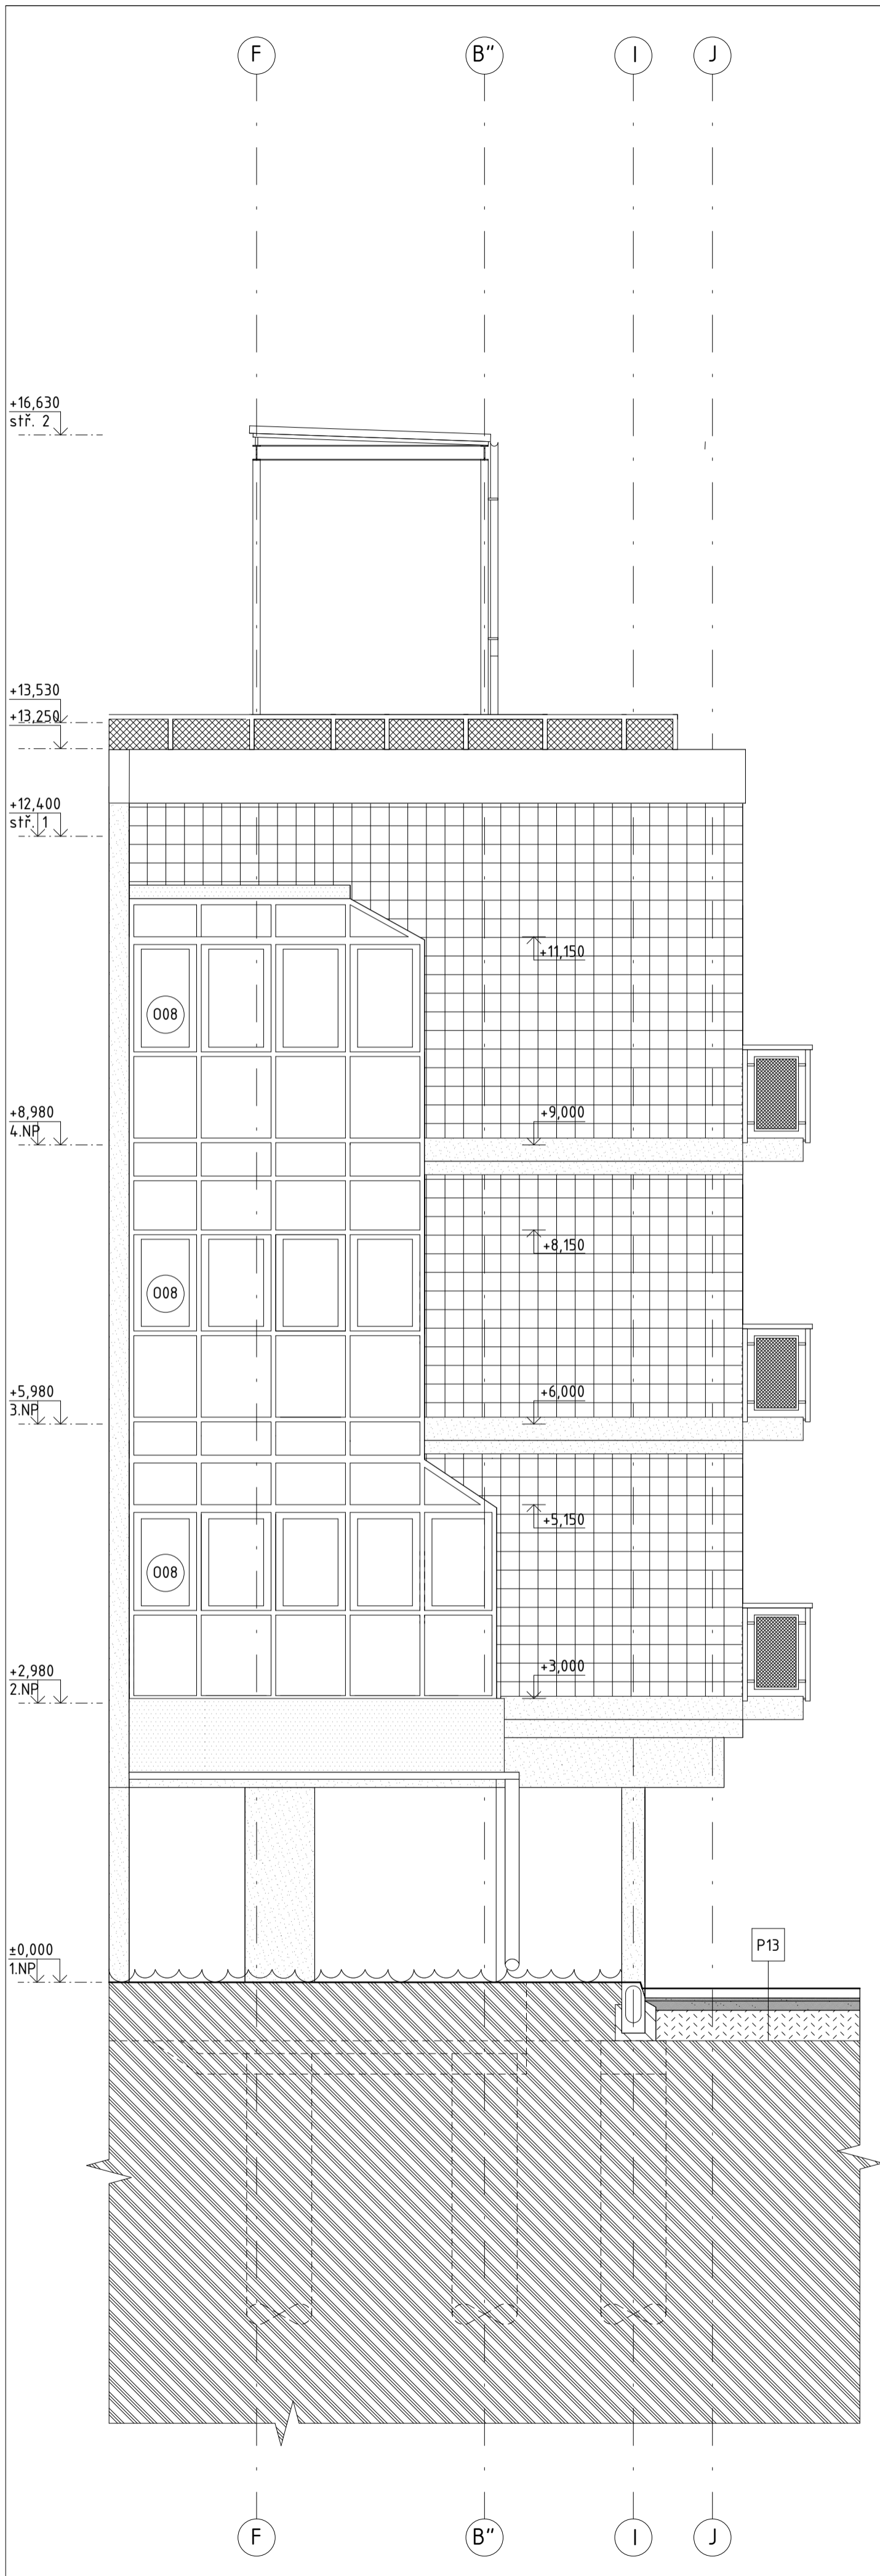 F B" I J
+16,630
stř. 2
+13,530
+13,250
+12,400
stř. 1
+11,150
O08
+8,980
4.NP
+9,000
+8,150
O08
+5,980
3.NP
+6,000
+5,150
O08
+2,980
2.NP
+3,000
P13
±0,000
1.NP
F B" I J